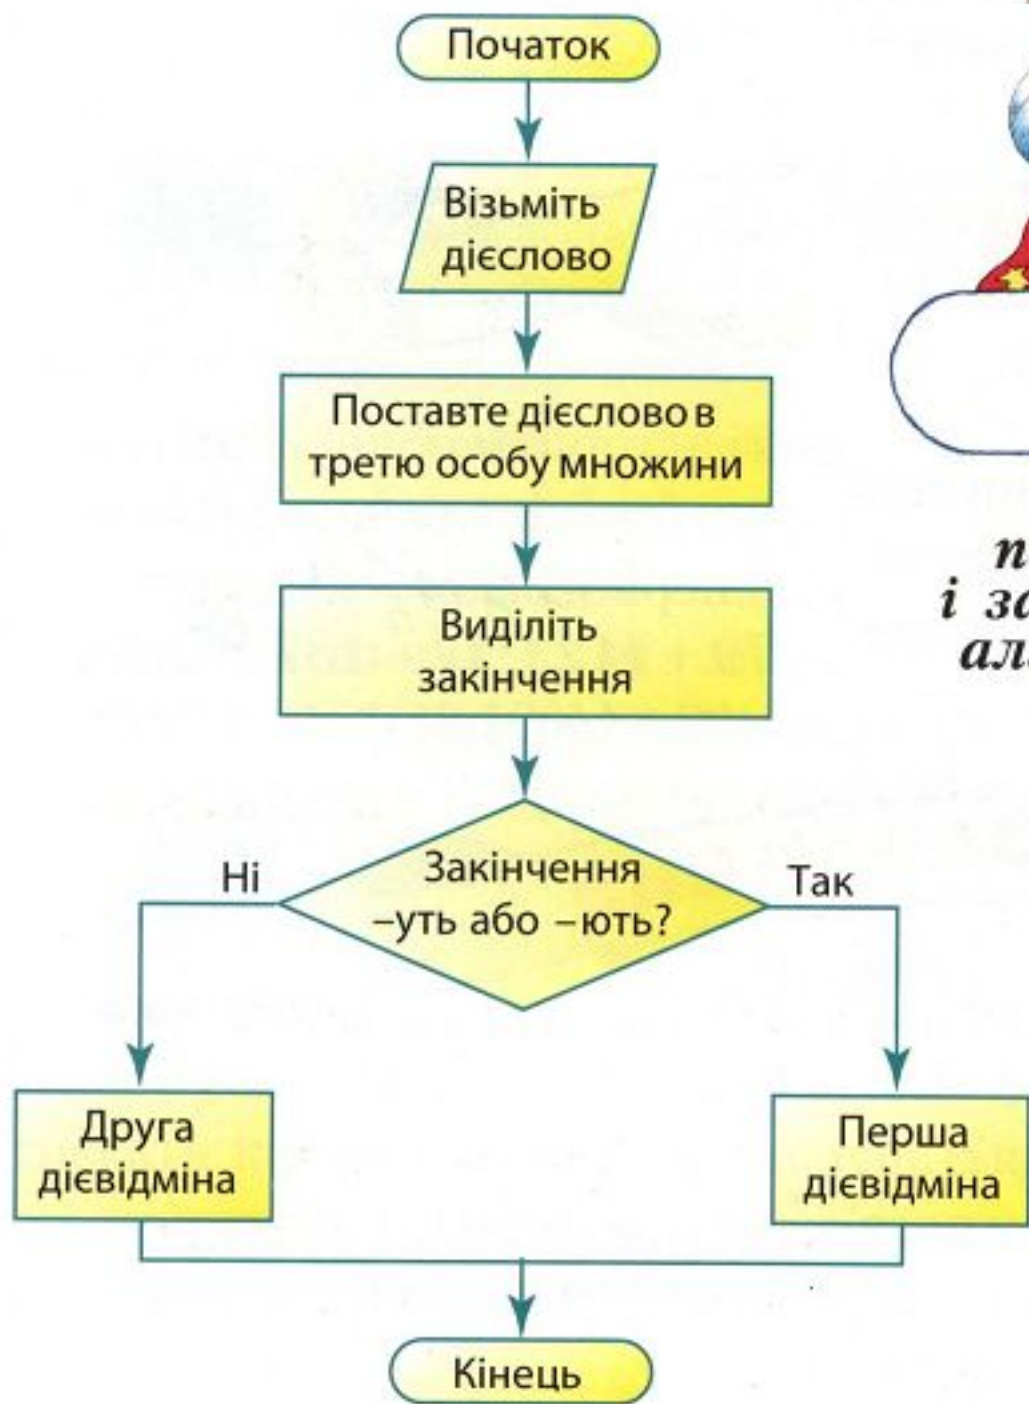 Початок
Візьміть
дієслово
Поставте дієслово в
третю особу множини
Виділіть
закінчення
Закінчення
–уть або –ють?
Ні
Так
Друга
дієвідміна
Перша
дієвідміна
Кінець
і